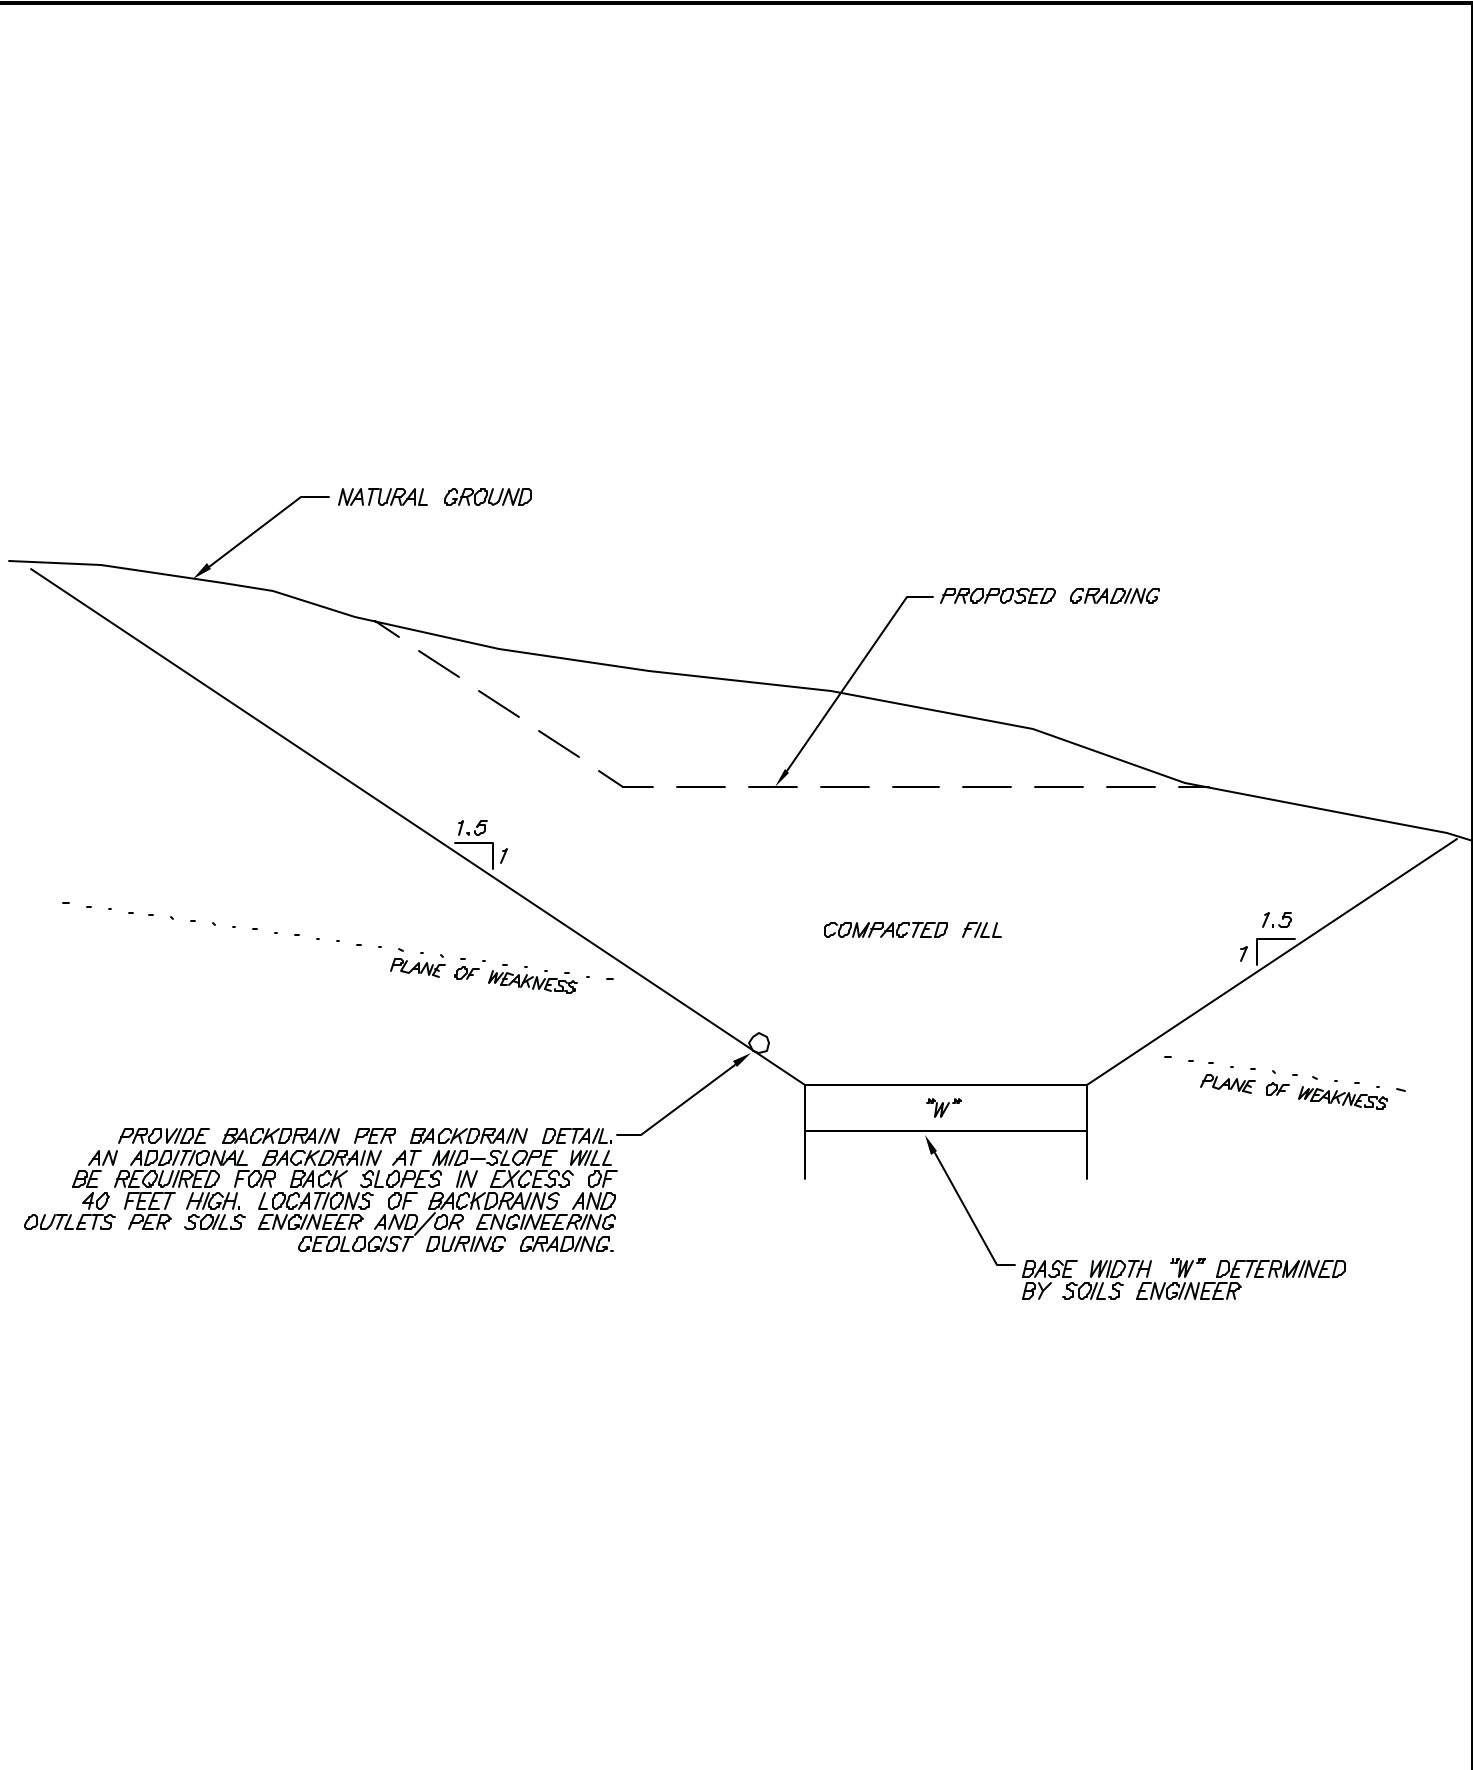 NATURAL GROUND
PROPOSED GRADING
1.5
1
COMPACTED FILL
1.5
1
PLANE OF WEAKNESS
PLANE OF WEAKNESS
"W"
PROVIDE BACKDRAIN PER BACKDRAIN DETAIL.
AN ADDITIONAL BACKDRAIN AT MID-SLOPE WILL
BE REQUIRED FOR BACK SLOPES IN EXCESS OF
40 FEET HIGH. LOCATIONS OF BACKDRAINS AND
OUTLETS PER SOILS ENGINEER AND/OR ENGINEERING
GEOLOGIST DURING GRADING.
BASE WIDTH "W" DETERMINED
BY SOILS ENGINEER